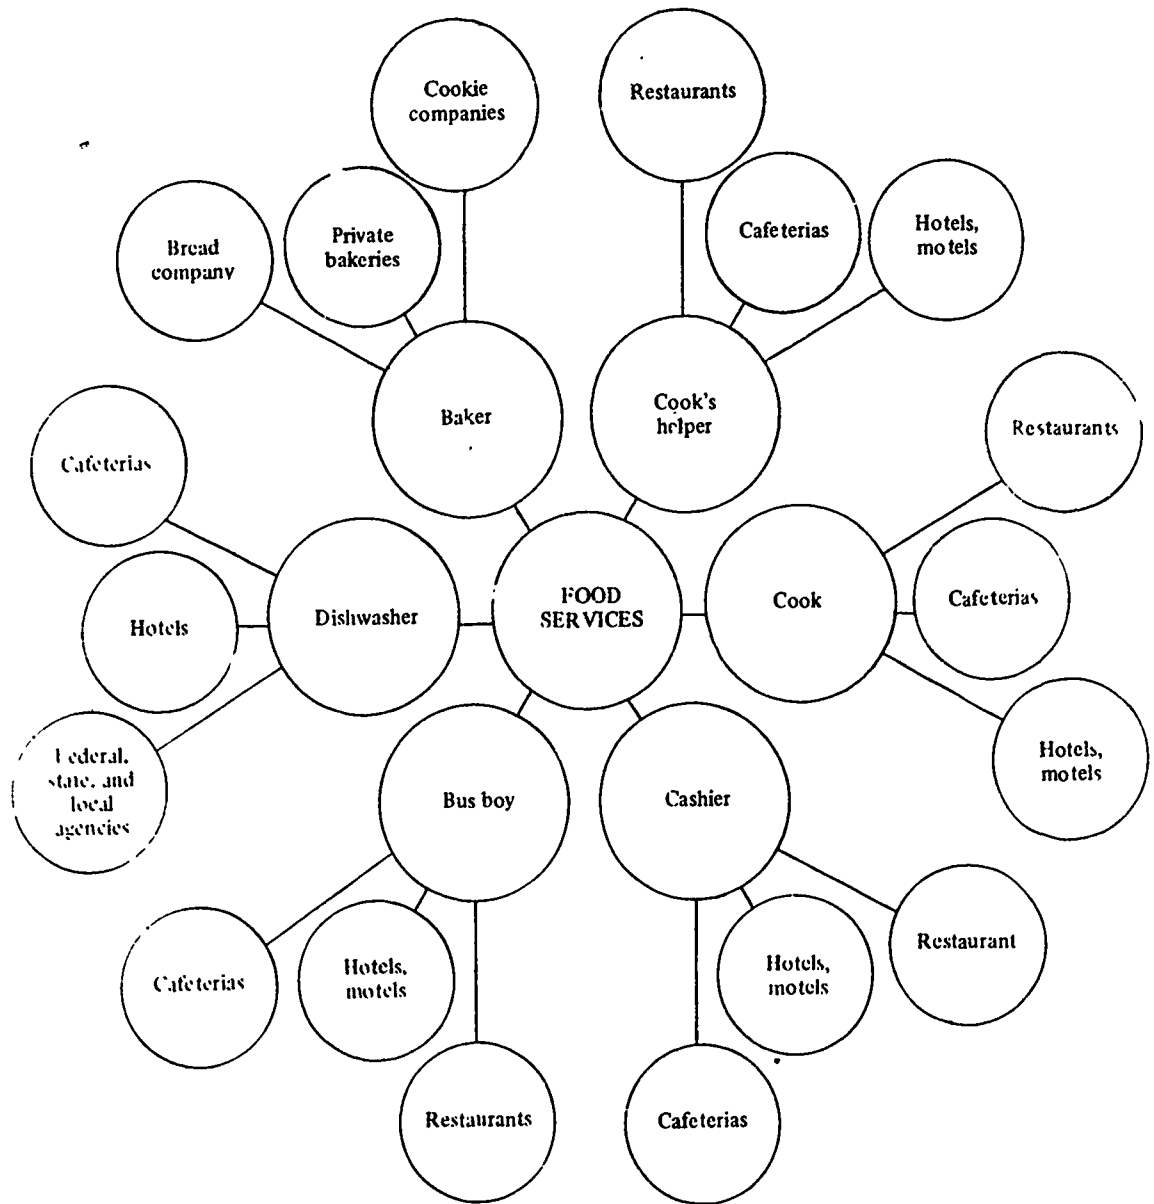 Cookie
companies
Restaurants
Private
bakeries
Cafeterias
Hotels,
motels
Bread
company
Baker
Cook's
helper
Restaurants
Cafeterias
FOOD
SERVICES
Cook
Cafeterias
Dishwasher
Hotels
Hotels,
motels
Federal,
state, and
local
agencies
Bus boy
Cashier
Restaurant
Cafeterias
Hotels,
motels
Hotels,
motels
Restaurants
Cafeterias